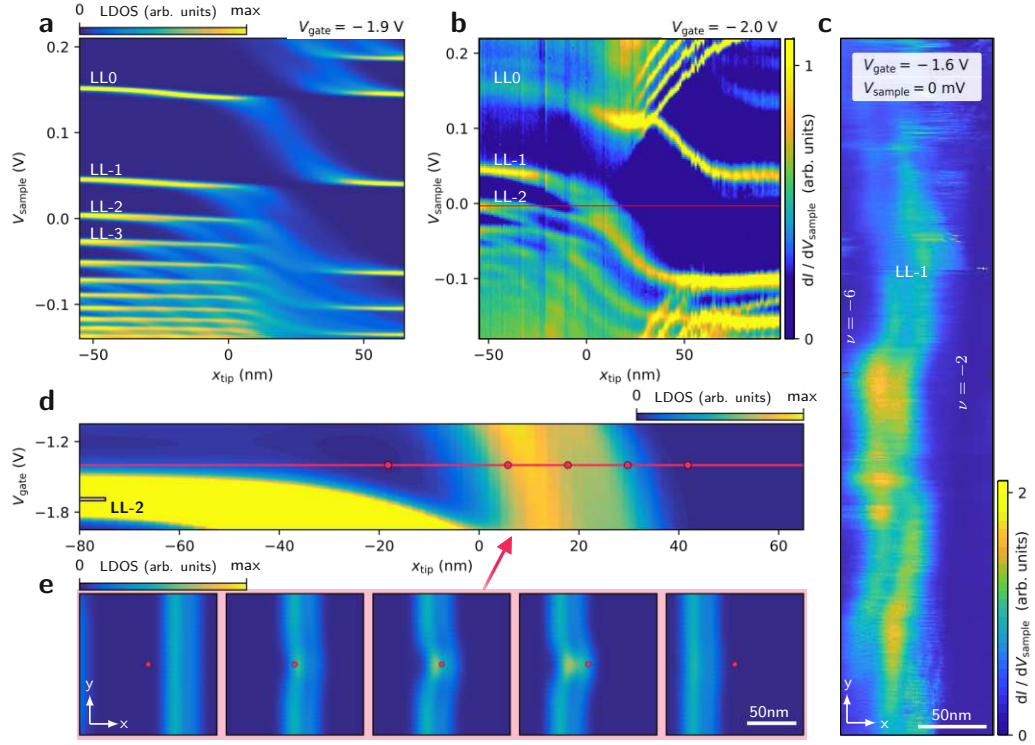 a
0 LDOS (arb. units) max
V_gate = −1.9 V
0.2
0.1
0.0
−0.1
V_sample (V)
LL0
LL-1
LL-2
LL-3
−50 0 50
x_tip (nm)
b
V_gate = −2.0 V
0.2
0.1
0.0
−0.1
V_sample (V)
LL0
LL-1
LL-2
−50 0 50
x_tip (nm)
1
0
dI / dV_sample (arb. units)
c
V_gate = −1.6 V
V_sample = 0 mV
LL-1
ν = −6
ν = −2
y
x
50nm
2
0
dI / dV_sample (arb. units)
d
0 LDOS (arb. units) max
−1.2
−1.8
V_gate (V)
LL-2
−80 −60 −40 −20 0 20 40 60
x_tip (nm)
0 LDOS (arb. units) max
e
y
x
50nm